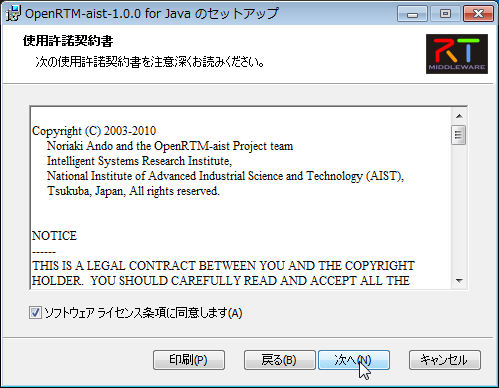 OpenRTM-aist-1.0.0 for Java のセットアップ
使用許諾契約書
次の使用許諾契約書を注意深くお読みください。
RT
MIDDLEWARE
Copyright (C) 2003-2010
Noriaki Ando and the OpenRTM-aist Project team
Intelligent Systems Research Institute,
National Institute of Advanced Industrial Science and Technology (AIST),
Tsukuba, Japan, All rights reserved.
NOTICE
------
THIS IS A LEGAL CONTRACT BETWEEN YOU AND THE COPYRIGHT
HOLDER.  YOU SHOULD CAREFULLY READ AND ACCEPT ALL THE
ソフトウェア ライセンス条項に同意します(A)
印刷(P)
戻る(B)
次へ(N)
キャンセル